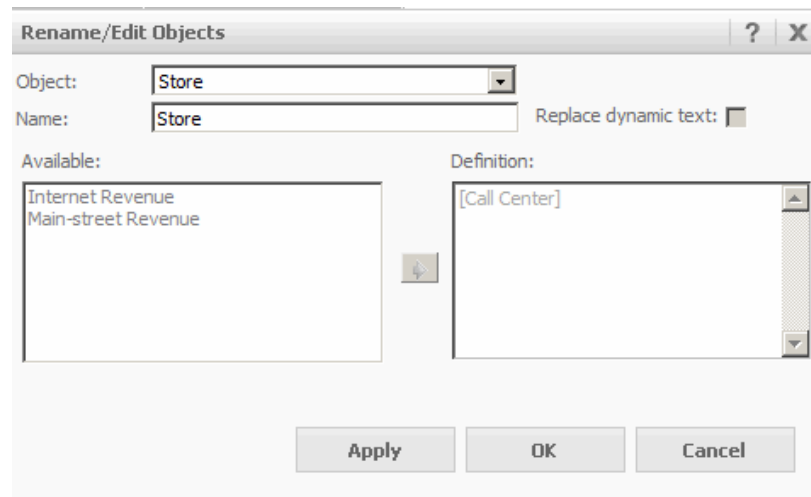 Rename/Edit Objects ? X
Object: Store
Name: Store Replace dynamic text:
Available: Definition:
Internet Revenue [Call Center]
Main-street Revenue
Apply OK Cancel